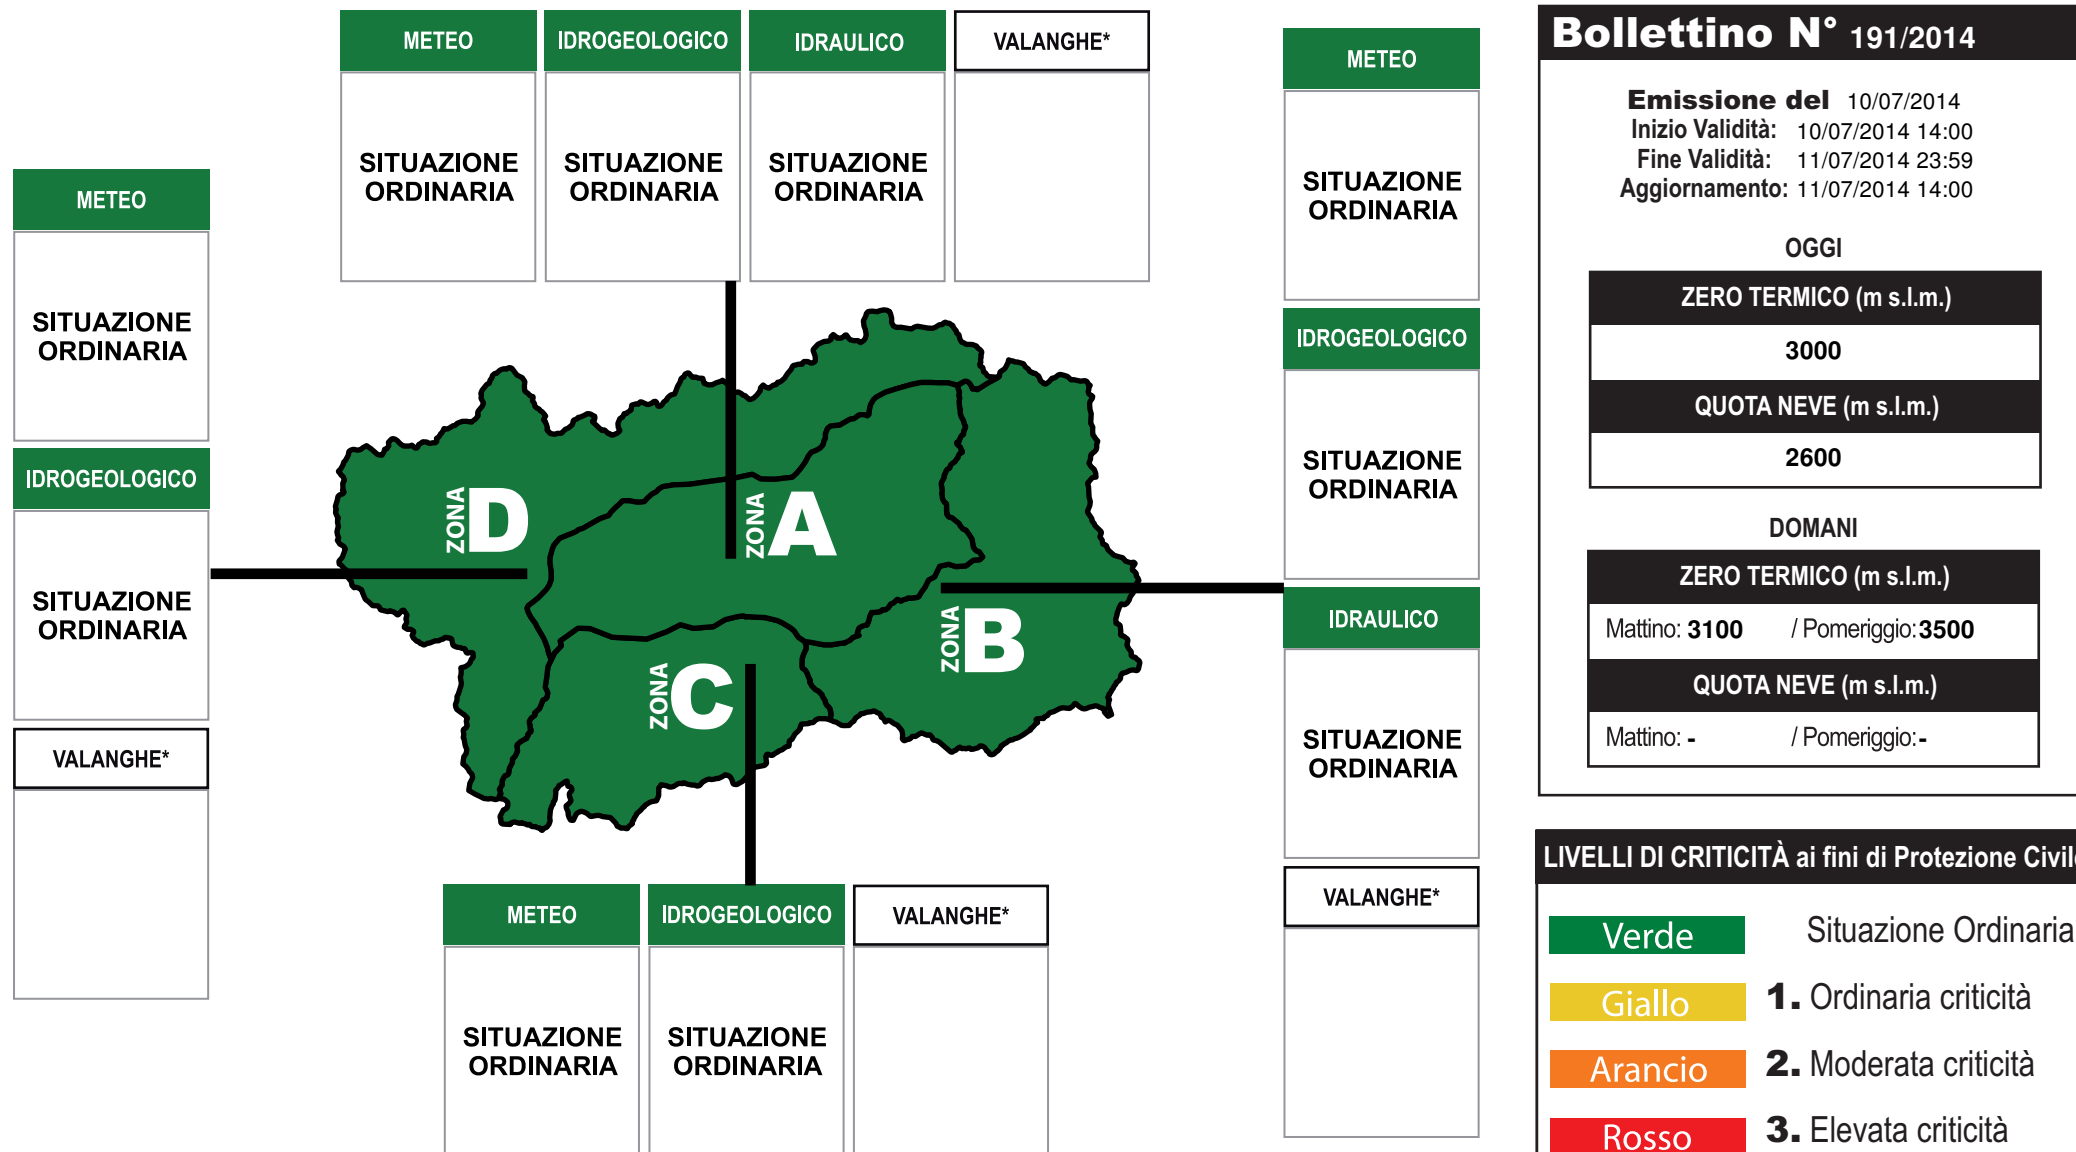 METEO IDROGEOLOGICO IDRAULICO VALANGHE*
SITUAZIONE ORDINARIA SITUAZIONE ORDINARIA SITUAZIONE ORDINARIA
METEO
SITUAZIONE
ORDINARIA
IDROGEOLOGICO
SITUAZIONE
ORDINARIA
VALANGHE*
ZONA D
ZONA A
ZONA B
ZONA C
METEO
SITUAZIONE
ORDINARIA
IDROGEOLOGICO
SITUAZIONE
ORDINARIA
IDRAULICO
SITUAZIONE
ORDINARIA
VALANGHE*
METEO IDROGEOLOGICO VALANGHE*
SITUAZIONE ORDINARIA SITUAZIONE ORDINARIA
Bollettino N° 191/2014
Emissione del 10/07/2014
Inizio Validità: 10/07/2014 14:00
Fine Validità: 11/07/2014 23:59
Aggiornamento: 11/07/2014 14:00
OGGI
ZERO TERMICO (m s.l.m.)
3000
QUOTA NEVE (m s.l.m.)
2600
DOMANI
ZERO TERMICO (m s.l.m.)
Mattino: 3100 / Pomeriggio: 3500
QUOTA NEVE (m s.l.m.)
Mattino: - / Pomeriggio: -
LIVELLI DI CRITICITÀ ai fini di Protezione Civile
Verde Situazione Ordinaria
Giallo 1. Ordinaria criticità
Arancio 2. Moderata criticità
Rosso 3. Elevata criticità